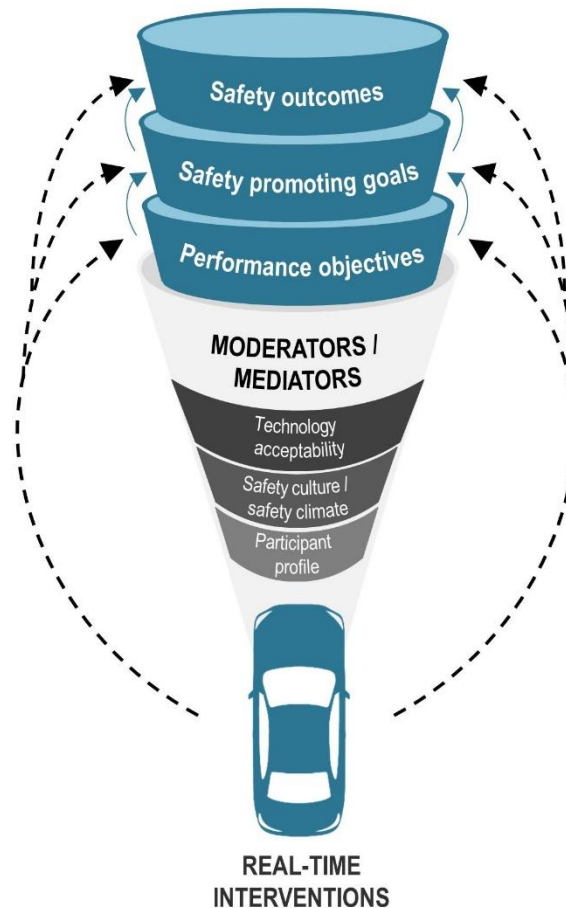 Safety outcomes
Safety promoting goals
Performance objectives
MODERATORS /
MEDIATORS
Technology
acceptability
Safety culture /
safety climate
Participant
profile
REAL-TIME
INTERVENTIONS